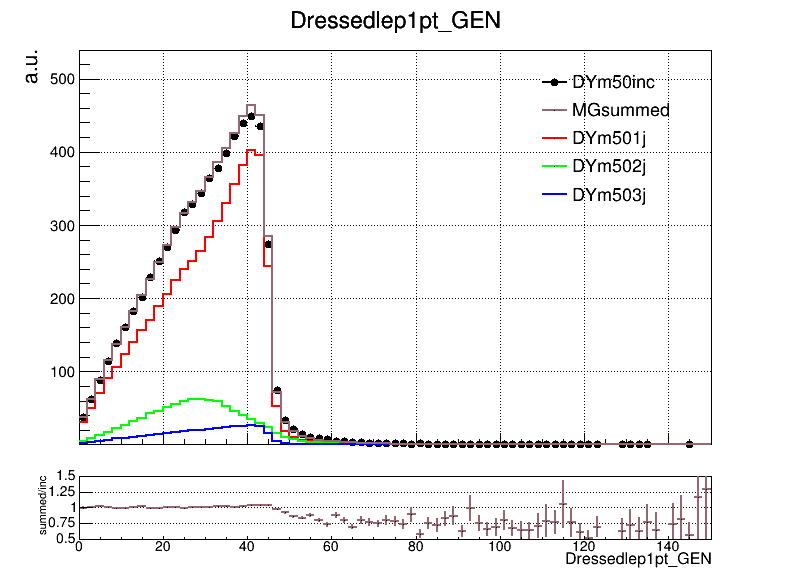 Dressedlep1pt_GEN
a.u.
500
400
300
200
100
DYm50inc
MGsummed
DYm501j
DYm502j
DYm503j
summed/inc
1.5
1.25
1
0.75
0.5
0 20 40 60 80 100 120 140
Dressedlep1pt_GEN